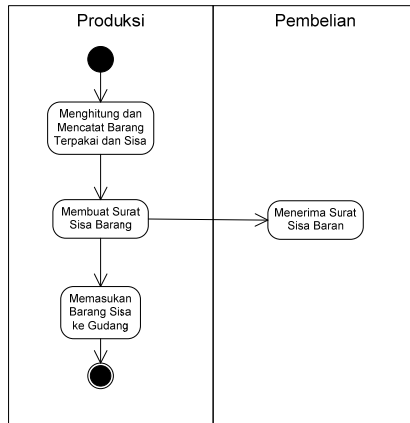 Produksi
Pembelian
Menghitung dan
Mencatat Barang
Terpakai dan Sisa
Membuat Surat
Sisa Barang
Menerima Surat
Sisa Baran
Memasukan
Barang Sisa
ke Gudang